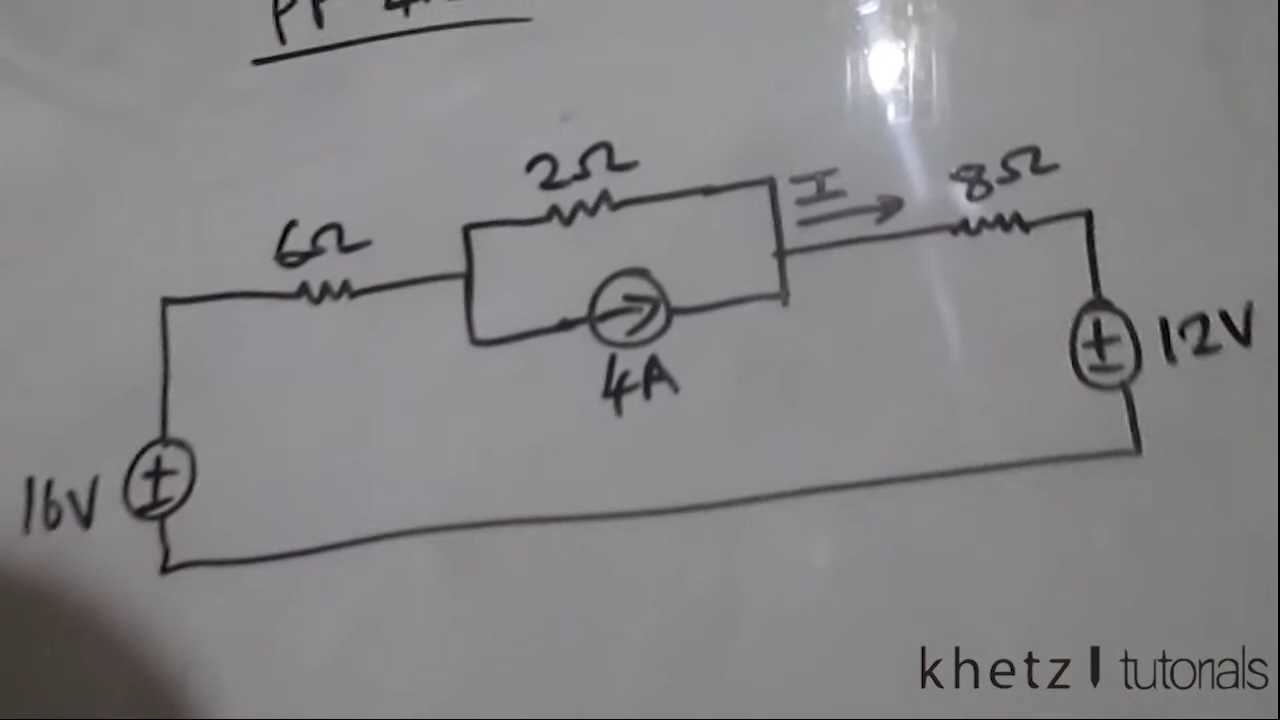 2Ω
I
8Ω
6Ω
4A
12V
16V
khetz tutorials